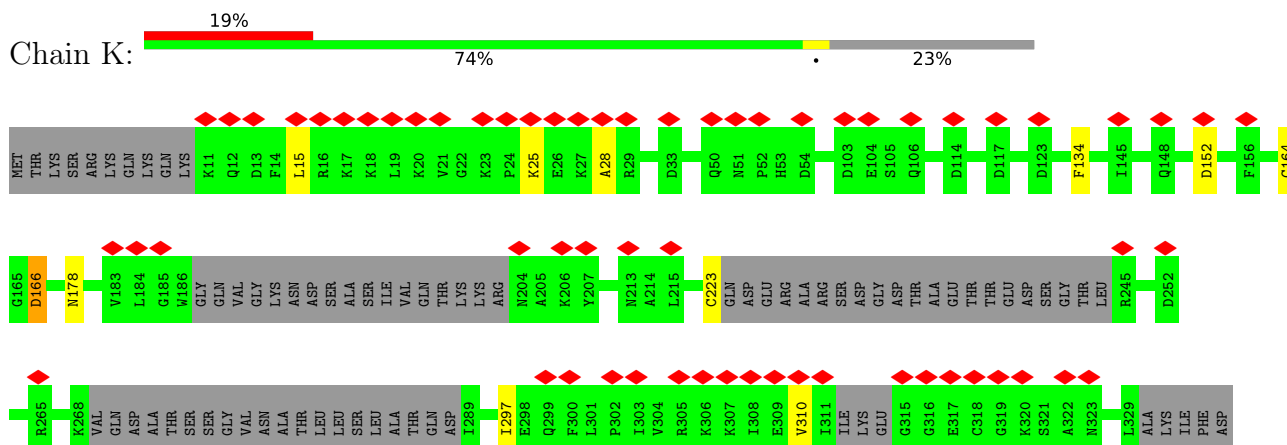 19%
Chain K:
74%
•
23%
MET THR LYS SER ARG LYS GLN LYS GLN LYS K11 Q12 D13 F14 L15 R16 K17 K18 L19 K20 V21 G22 K23 P24 K25 E26 K27 A28 R29 D33 Q50 N51 P52 H53 D54 D103 E104 S105 Q106 D114 D117 D123 F134 I145 Q148 D152 F156
G165 D166 N178 V183 L184 G185 W186 GLY GLN VAL GLY LYS ASN ASP SER ALA SER ILE VAL GLN THR LYS LYS ARG N204 A205 K206 Y207 N213 A214 L215 C223 GLN ASP GLU ARG ALA ARG SER ASP GLY ASP THR ALA GLU THR THR GLU ASP SER GLY THR LEU R245 D252
R265 K268 VAL GLN ASP ALA THR SER SER GLY VAL ASN ALA THR LEU LEU SER LEU ALA THR GLN ASP I289 I297 E298 Q299 F300 L301 P302 I303 V304 R305 K306 K307 I308 E309 V310 I311 ILE LYS GLU G315 G316 E317 C318 G319 K320 S321 A322 N323 L329 ALA LYS ILE PHE ASP